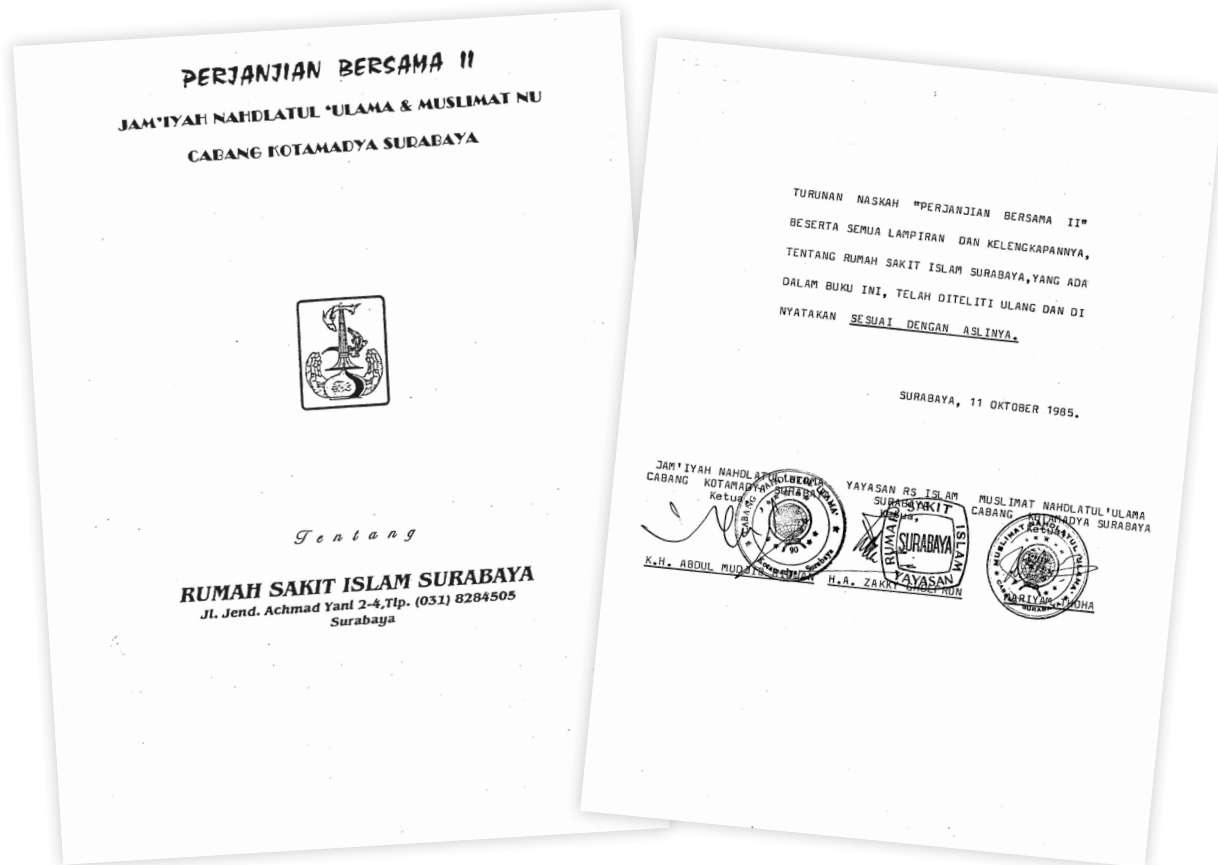 PERJANJIAN BERSAMA II
JAM'IYAH NAHDLATUL 'ULAMA & MUSLIMAT NU
CABANG KOTAMADYA SURABAYA
Tentang
RUMAH SAKIT ISLAM SURABAYA
Jl. Jend. Achmad Yani 2-4,Tlp. (031) 8284505
Surabaya
TURUNAN NASKAH "PERJANJIAN BERSAMA II"
BESERTA SEMUA LAMPIRAN DAN KELENGKAPANNYA,
TENTANG RUMAH SAKIT ISLAM SURABAYA,YANG ADA
DALAM BUKU INI, TELAH DITELITI ULANG DAN DI
NYATAKAN SESUAI DENGAN ASLINYA.
SURABAYA, 11 OKTOBER 1985.
JAM'IYAH NAHDLATUL 'ULAMA
CABANG KOTAMADYA SURABAYA
Ketua
K.H. ABDUL
YAYASAN RS ISLAM
SURABAYA
Ketua,
H.A. ZAKKY
RUMAH SAKIT ISLAM
SURABAYA
YAYASAN
MUSLIMAT NAHDLATUL'ULAMA
CABANG KOTAMADYA SURABAYA
Ketua
THOHA